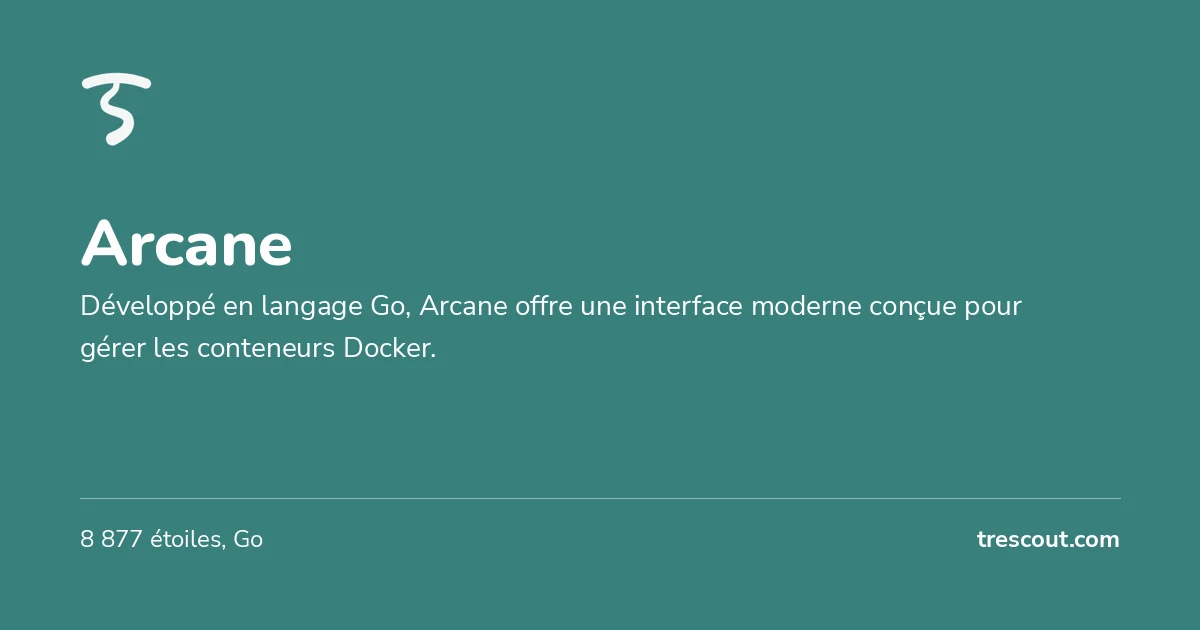 Arcane
Développé en langage Go, Arcane offre une interface moderne conçue pour
gérer les conteneurs Docker.
8 877 étoiles, Go
trescout.com